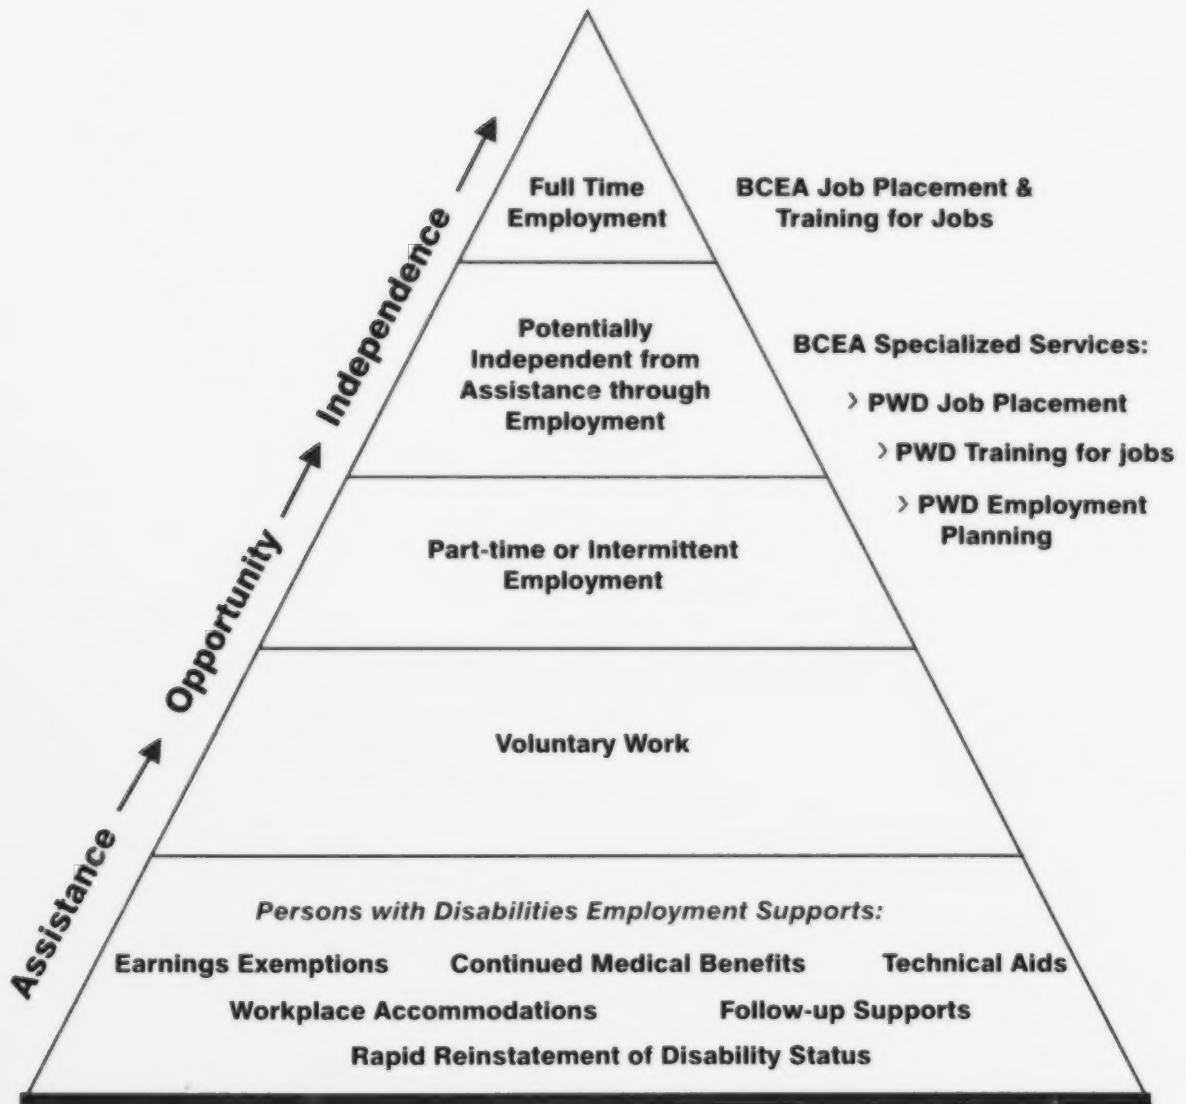 Full Time
Employment
BCEA Job Placement &
Training for Jobs
Potentially
Independent from
Assistance through
Employment
BCEA Specialized Services:
> PWD Job Placement
> PWD Training for jobs
> PWD Employment
Planning
Part-time or Intermittent
Employment
Voluntary Work
Assistance → Opportunity → Independence →
Persons with Disabilities Employment Supports:
Earnings Exemptions Continued Medical Benefits Technical Aids
Workplace Accommodations Follow-up Supports
Rapid Reinstatement of Disability Status